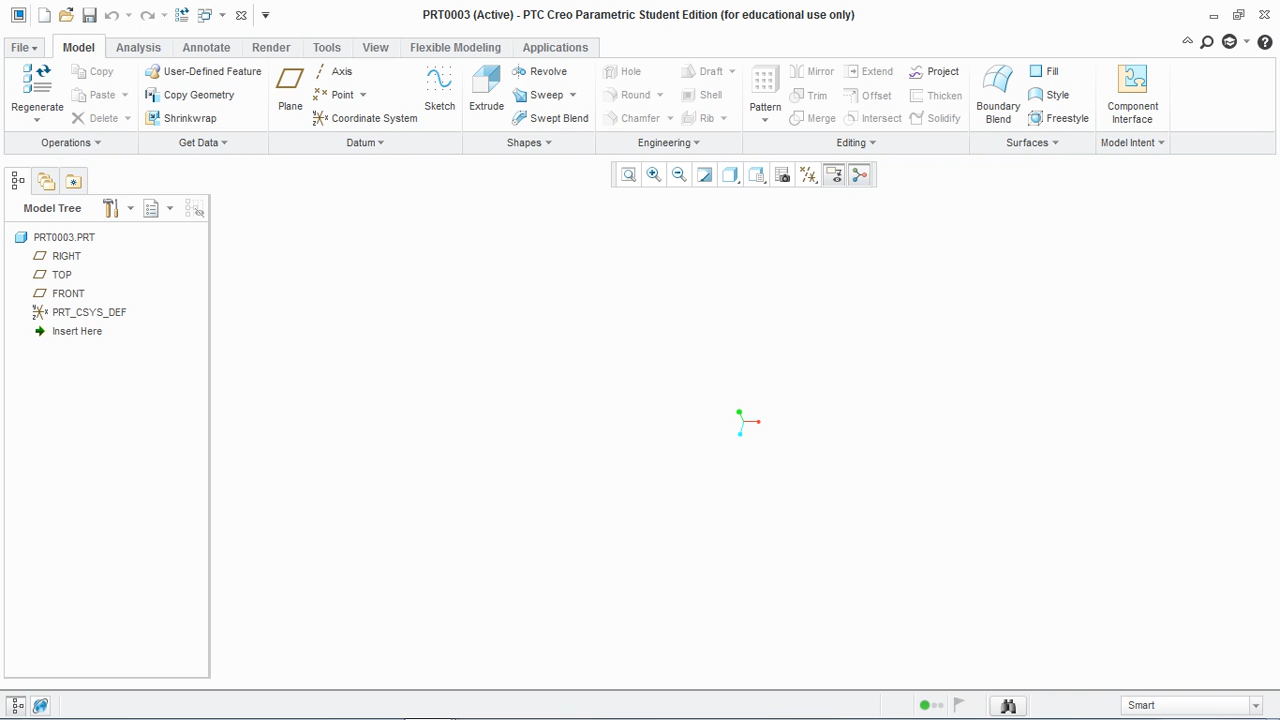 PRT0003 (Active) - PTC Creo Parametric Student Edition (for educational use only)
File Model Analysis Annotate Render Tools View Flexible Modeling Applications
Regenerate Copy Paste Delete
User-Defined Feature Copy Geometry Shrinkwrap
Plane Axis Point Coordinate System Sketch
Extrude Revolve Sweep Swept Blend
Hole Round Chamfer Draft Shell Rib
Pattern Mirror Trim Merge Extend Offset Intersect Project Thicken Solidify
Boundary Blend Fill Style Freestyle
Component Interface
Operations Get Data Datum Shapes Engineering Editing Surfaces Model Intent
Model Tree
PRT0003.PRT
RIGHT
TOP
FRONT
PRT_CSYS_DEF
Insert Here
Smart